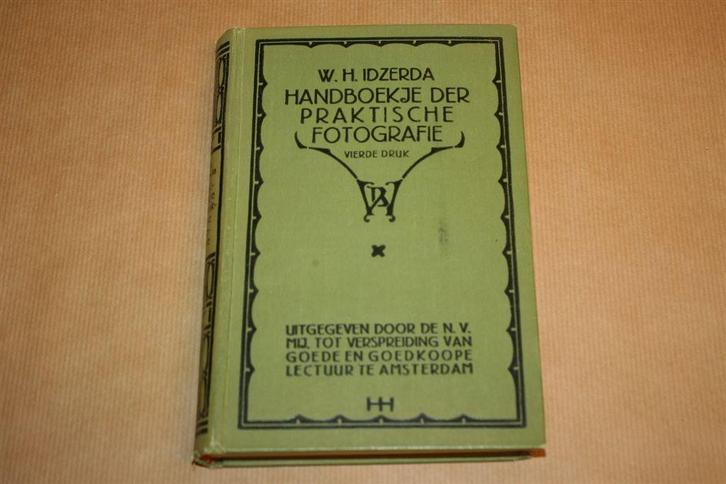 W. H. IDZERDA
HANDBOEKJE DER
PRAKTISCHE
FOTOGRAFIE
VIERDE DRUK
UITGEGEVEN DOOR DE N. V.
MIJ. TOT VERSPREIDING VAN
GOEDE EN GOEDKOOPE
LECTUUR TE AMSTERDAM